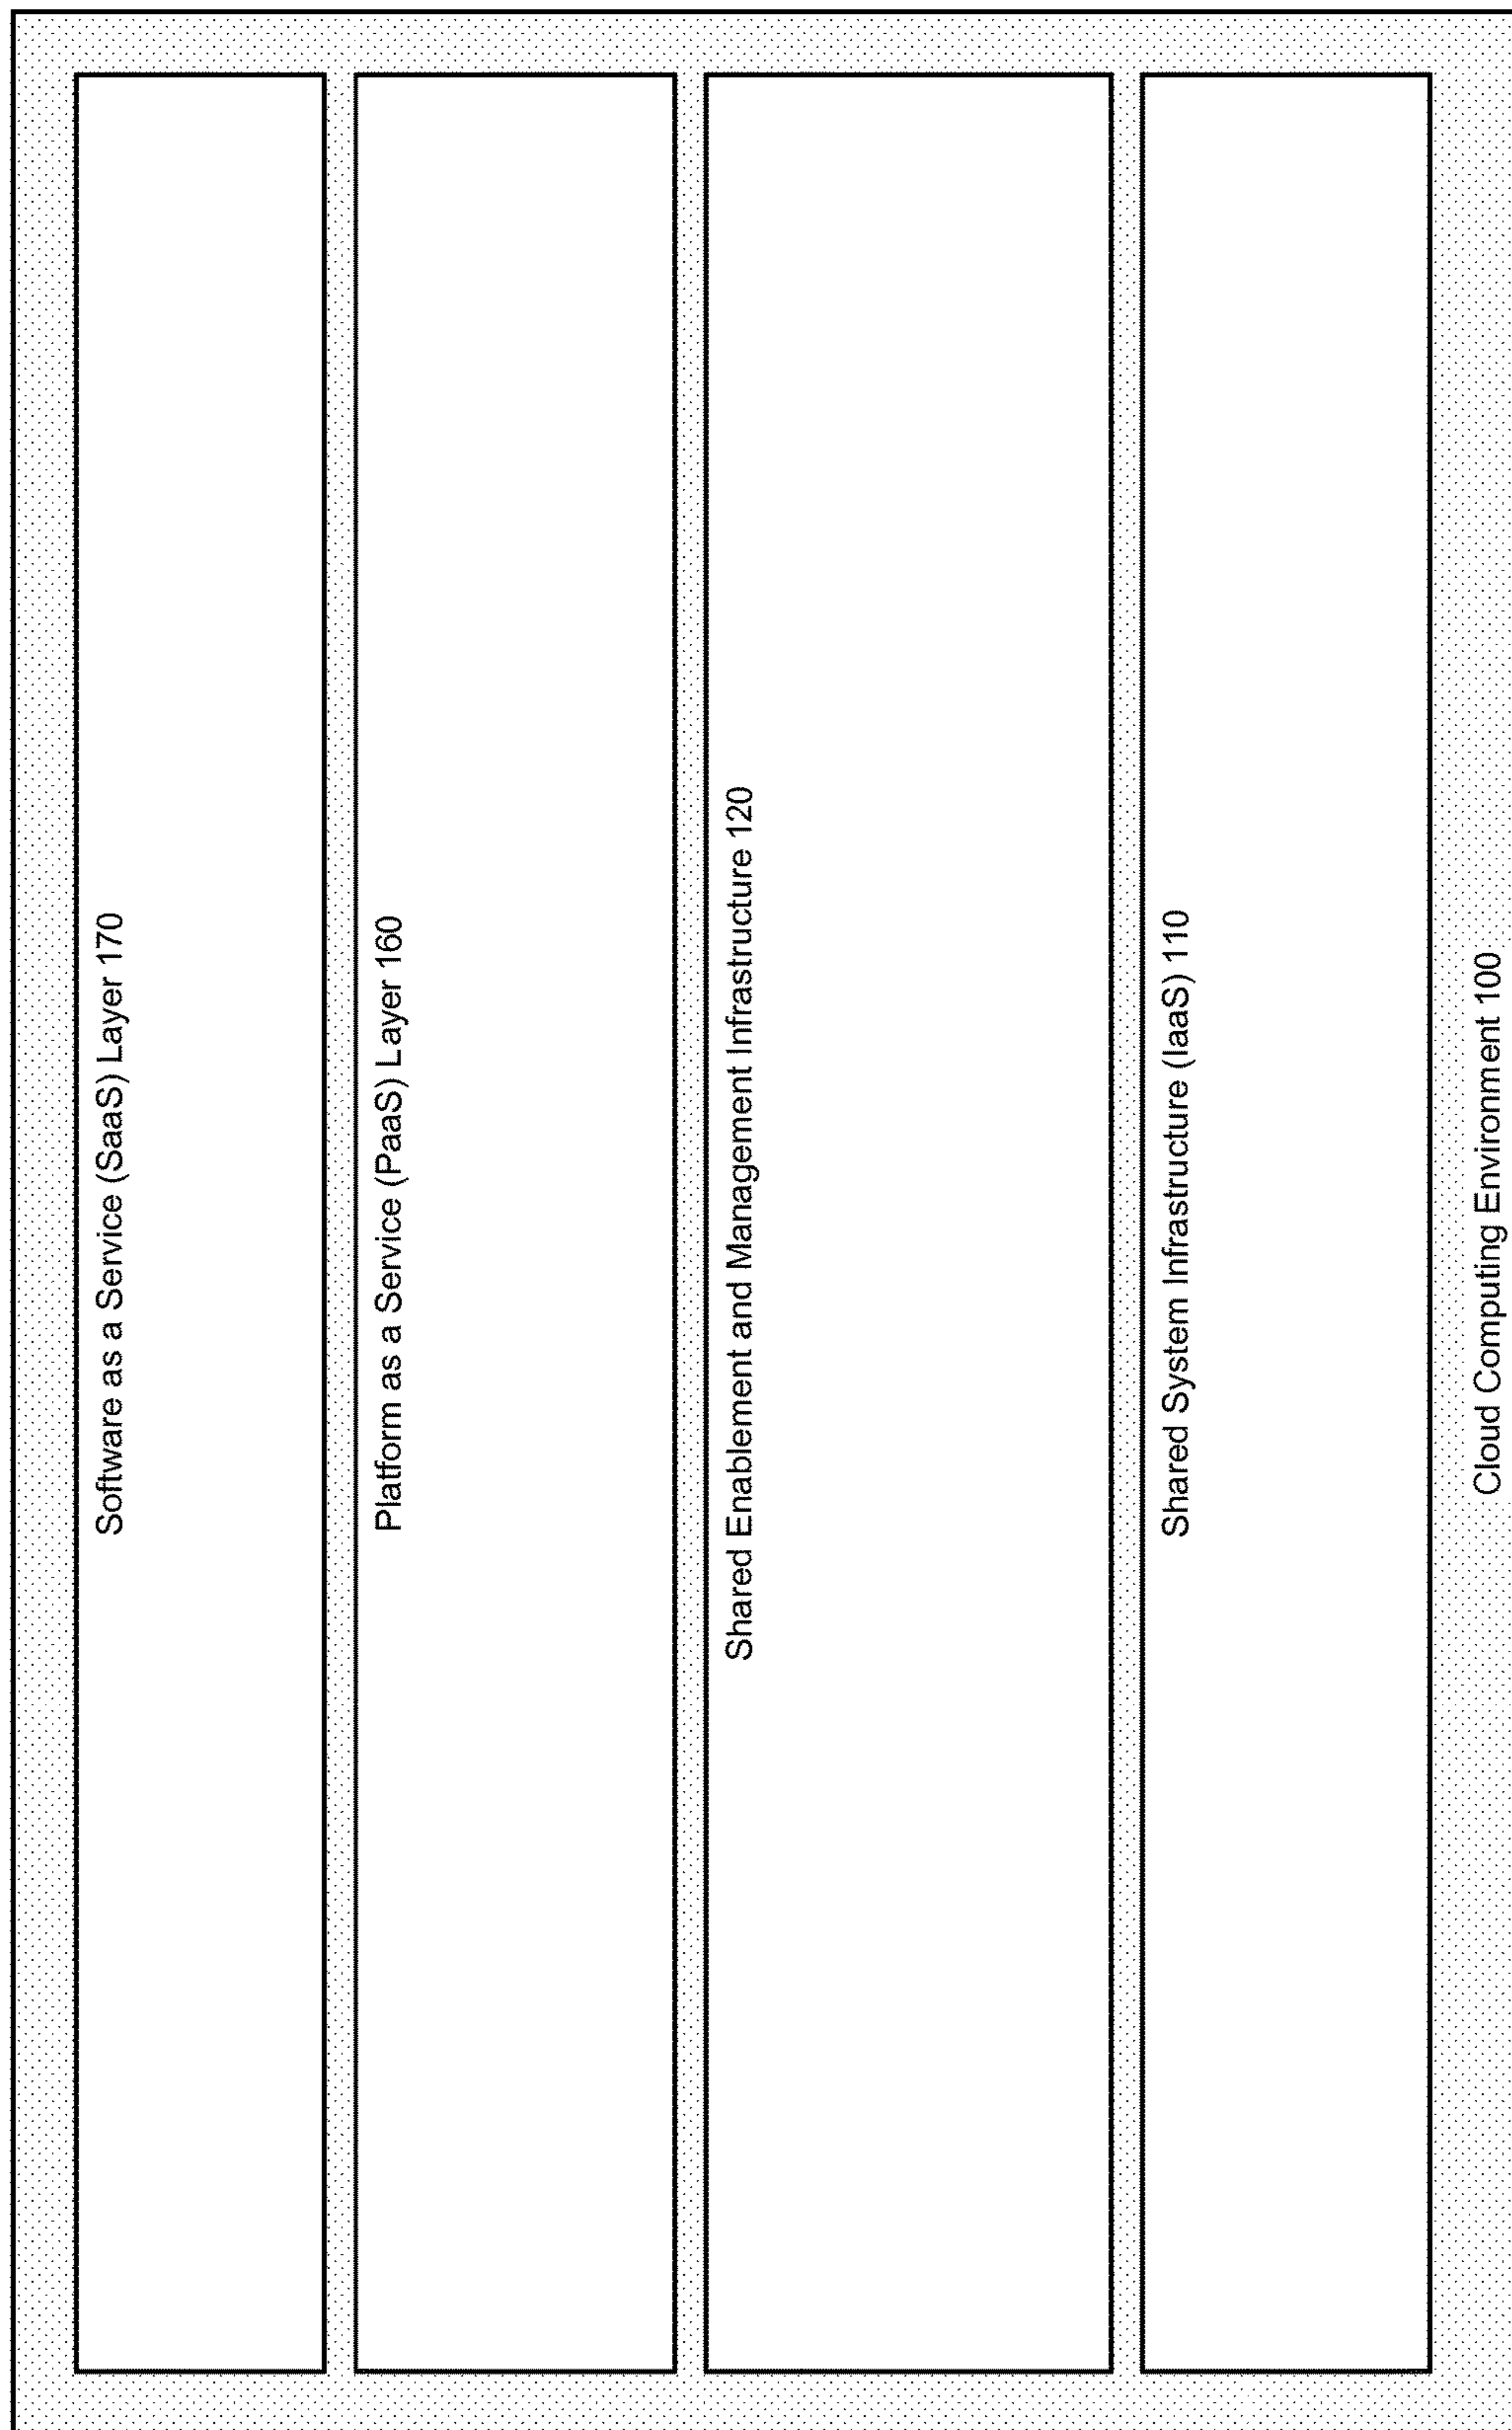 Software as a Service (SaaS) Layer 170
Platform as a Service (PaaS) Layer 160
Shared Enablement and Management Infrastructure 120
Shared System Infrastructure (IaaS) 110
Cloud Computing Environment 100